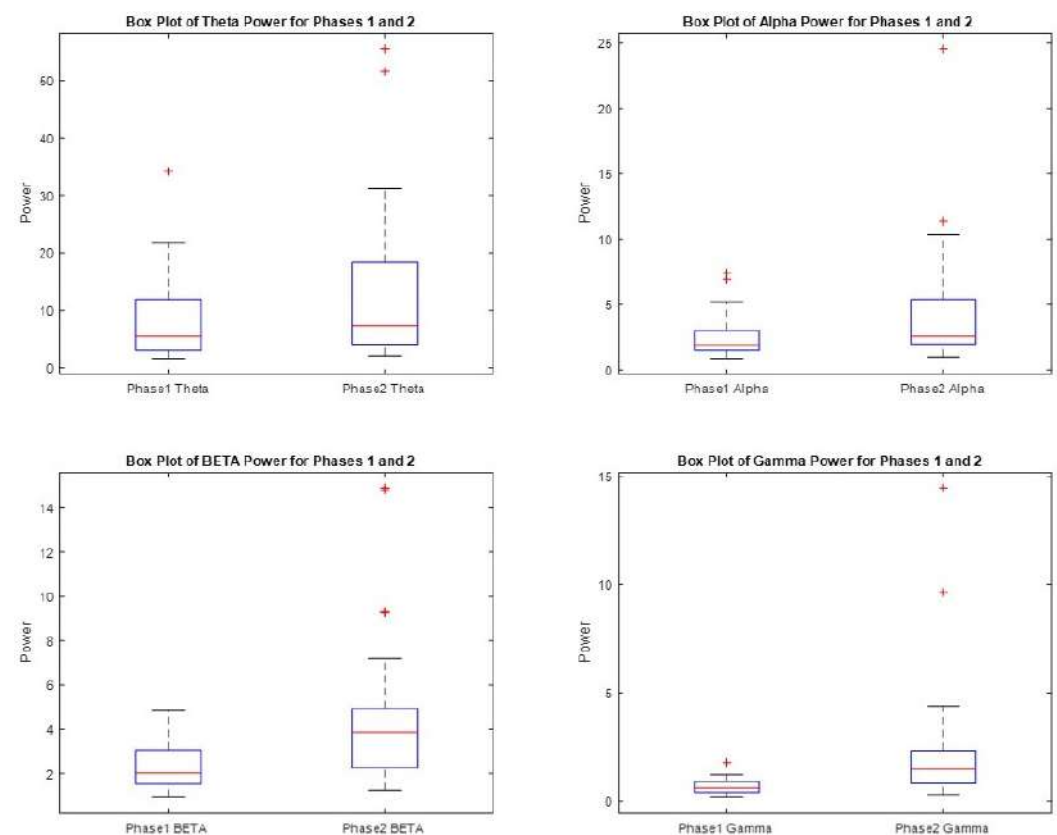 Box Plot of Theta Power for Phases 1 and 2
60
50
40
30
20
10
0
Power
Phase1 Theta
Phase2 Theta
Box Plot of Alpha Power for Phases 1 and 2
25
20
15
10
5
0
Power
Phase1 Alpha
Phase2 Alpha
Box Plot of BETA Power for Phases 1 and 2
14
12
10
8
6
4
2
Power
Phase1 BETA
Phase2 BETA
Box Plot of Gamma Power for Phases 1 and 2
15
10
5
0
Power
Phase1 Gamma
Phase2 Gamma